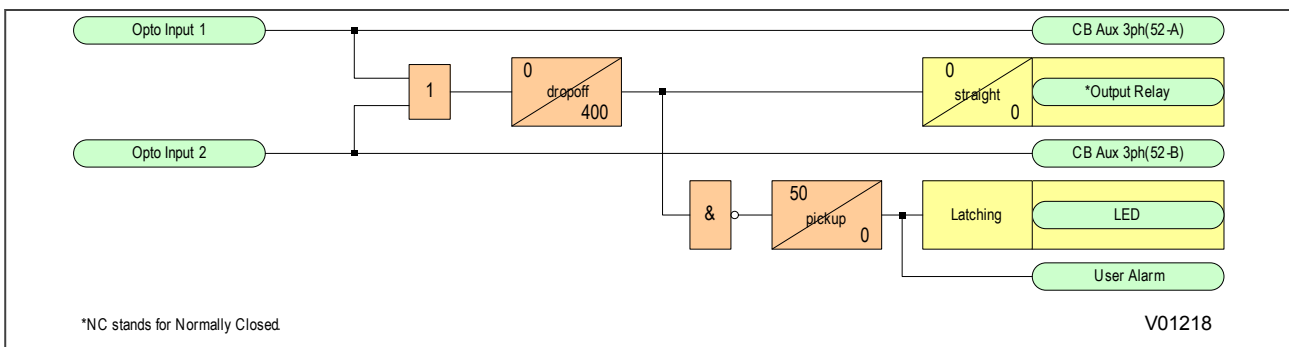 Opto Input 1
CB Aux 3ph(52-A)
0
dropoff
400
0
straight
0
*Output Relay
1
Opto Input 2
CB Aux 3ph(52-B)
&
50
pickup
0
Latching
LED
User Alarm
*NC stands for Normally Closed.
V01218